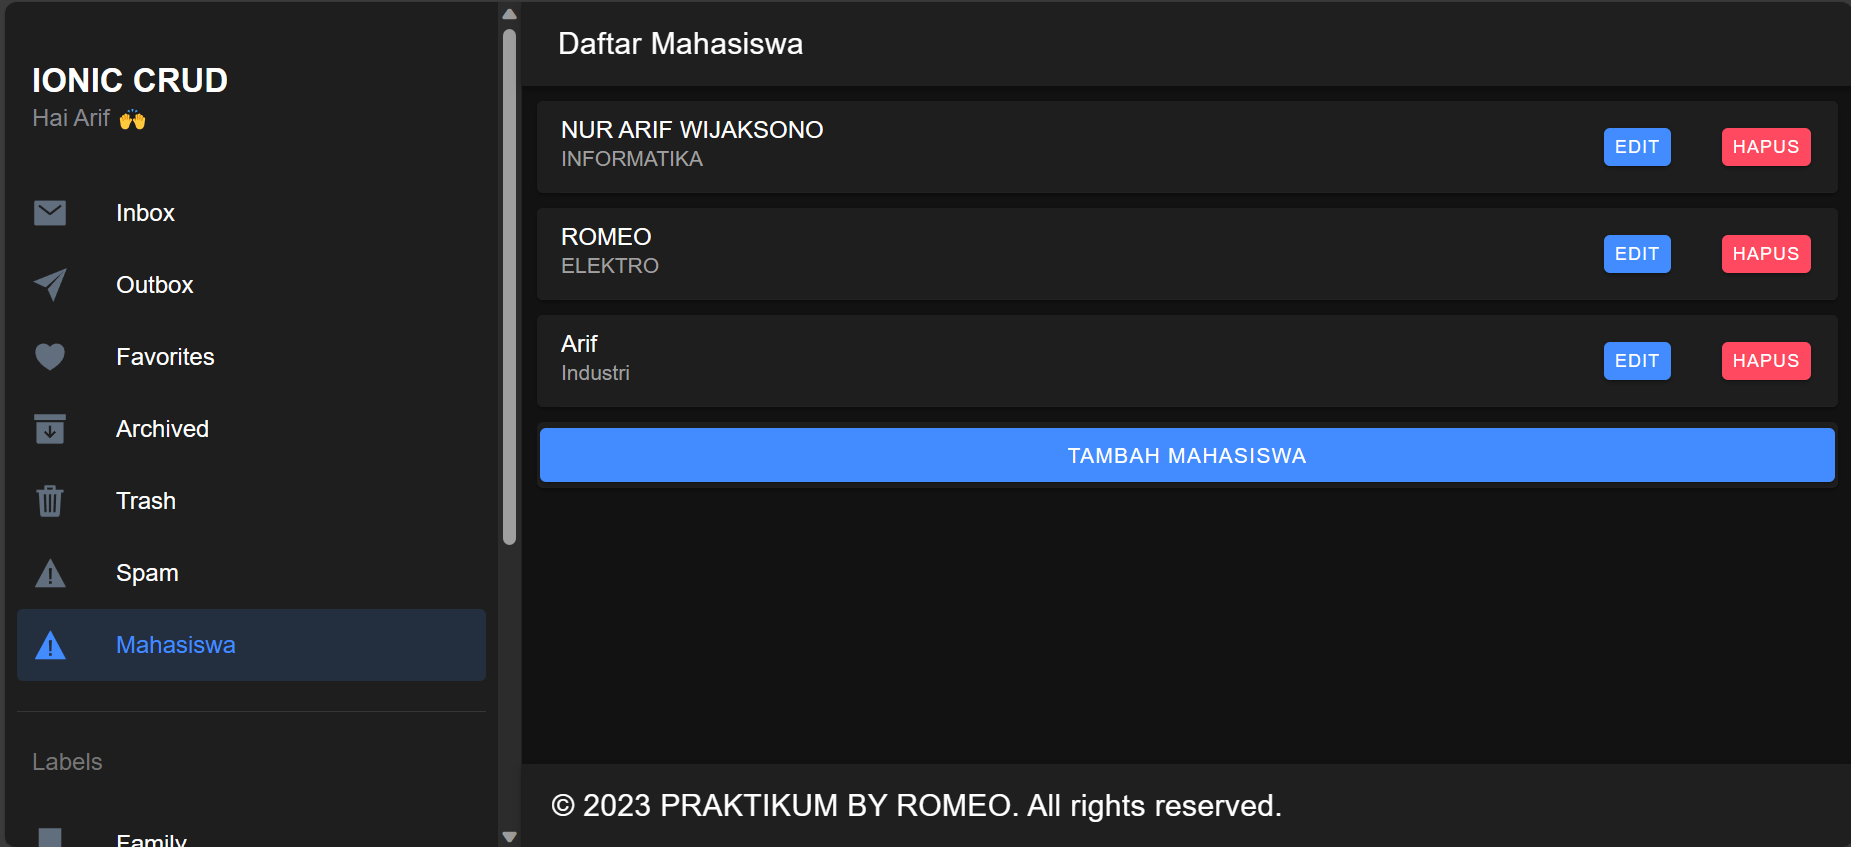 IONIC CRUD
Hai Arif 🙌
Inbox
Outbox
Favorites
Archived
Trash
Spam
Mahasiswa
Labels
Family
Daftar Mahasiswa
NUR ARIF WIJAKSONO
INFORMATIKA
EDIT HAPUS
ROMEO
ELEKTRO
EDIT HAPUS
Arif
Industri
EDIT HAPUS
TAMBAH MAHASISWA
© 2023 PRAKTIKUM BY ROMEO. All rights reserved.